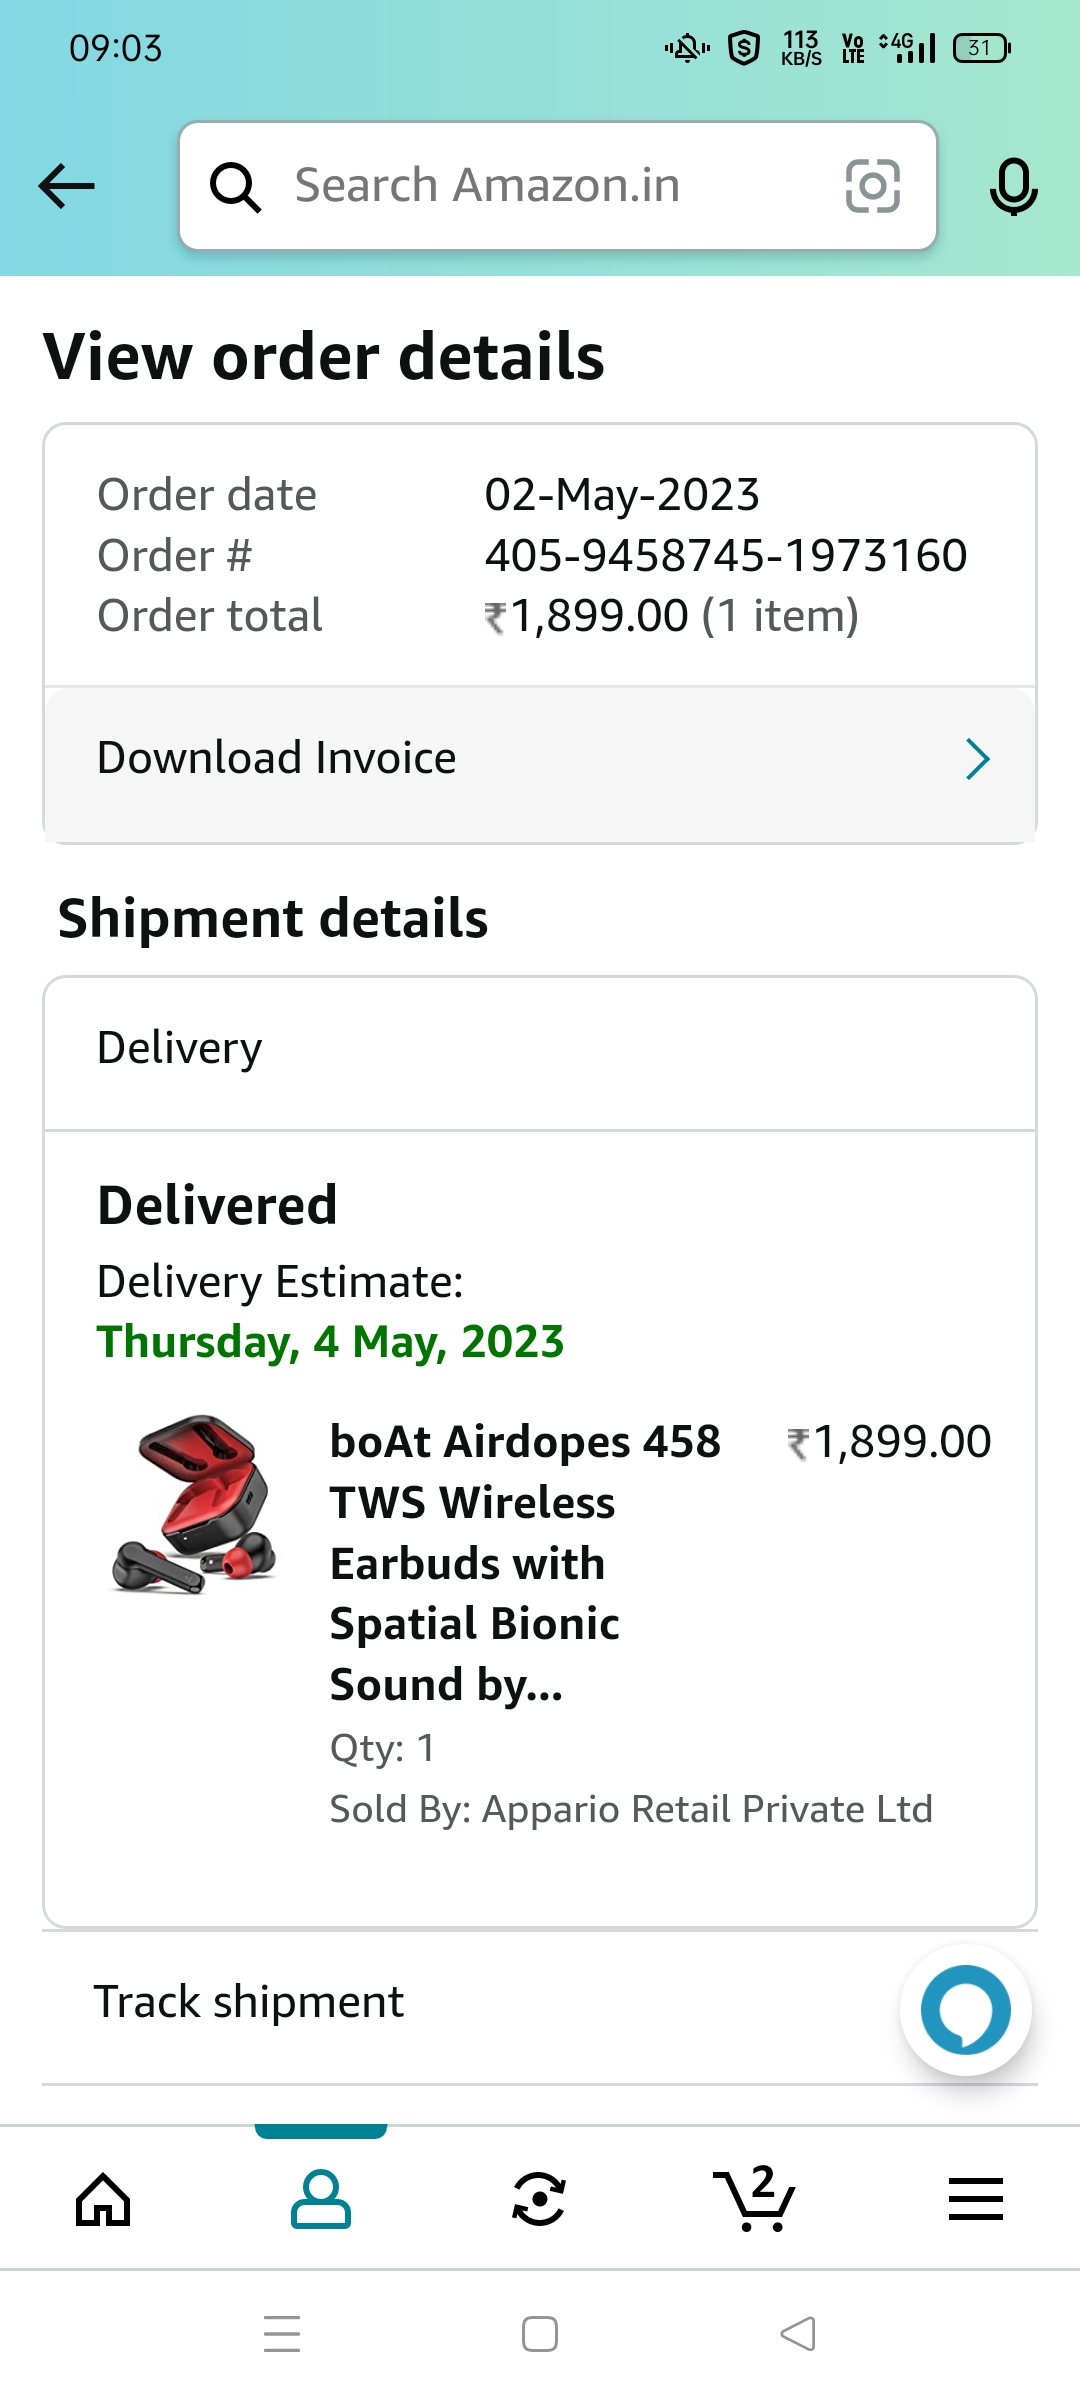 09:03
113 KB/S
Vo LTE
4G
31
Search Amazon.in
View order details
Order date 02-May-2023
Order # 405-9458745-1973160
Order total ₹1,899.00 (1 item)
Download Invoice
Shipment details
Delivery
Delivered
Delivery Estimate:
Thursday, 4 May, 2023
boAt Airdopes 458 ₹1,899.00
TWS Wireless
Earbuds with
Spatial Bionic
Sound by...
Qty: 1
Sold By: Appario Retail Private Ltd
Track shipment
2